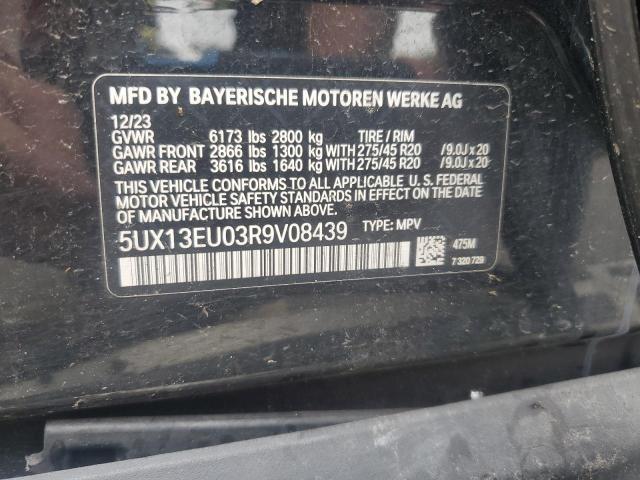 MFD BY BAYERISCHE MOTOREN WERKE AG
12/23
GVWR 6173 lbs 2800 kg TIRE / RIM
GAWR FRONT 2866 lbs 1300 kg WITH 275/45 R20 /9.0J x 20
GAWR REAR 3616 lbs 1640 kg WITH 275/45 R20 /9.0J x 20
THIS VEHICLE CONFORMS TO ALL APPLICABLE U. S. FEDERAL
MOTOR VEHICLE SAFETY STANDARDS IN EFFECT ON THE DATE
OF MANUFACTURE SHOWN ABOVE.
5UX13EU03R9V08439 TYPE: MPV
475M
7 320 729